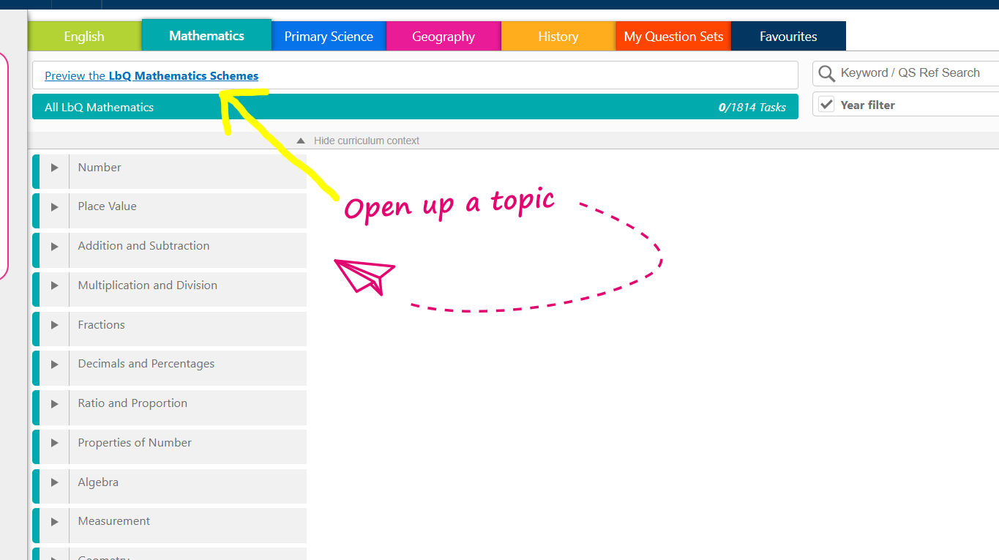 English Mathematics Primary Science Geography History My Question Sets Favourites
Preview the LbQ Mathematics Schemes
Keyword / QS Ref Search
All LbQ Mathematics 0/1814 Tasks
Year filter
Hide curriculum context
Number
Place Value
Open up a topic
Addition and Subtraction
Multiplication and Division
Fractions
Decimals and Percentages
Ratio and Proportion
Properties of Number
Algebra
Measurement
Geometry